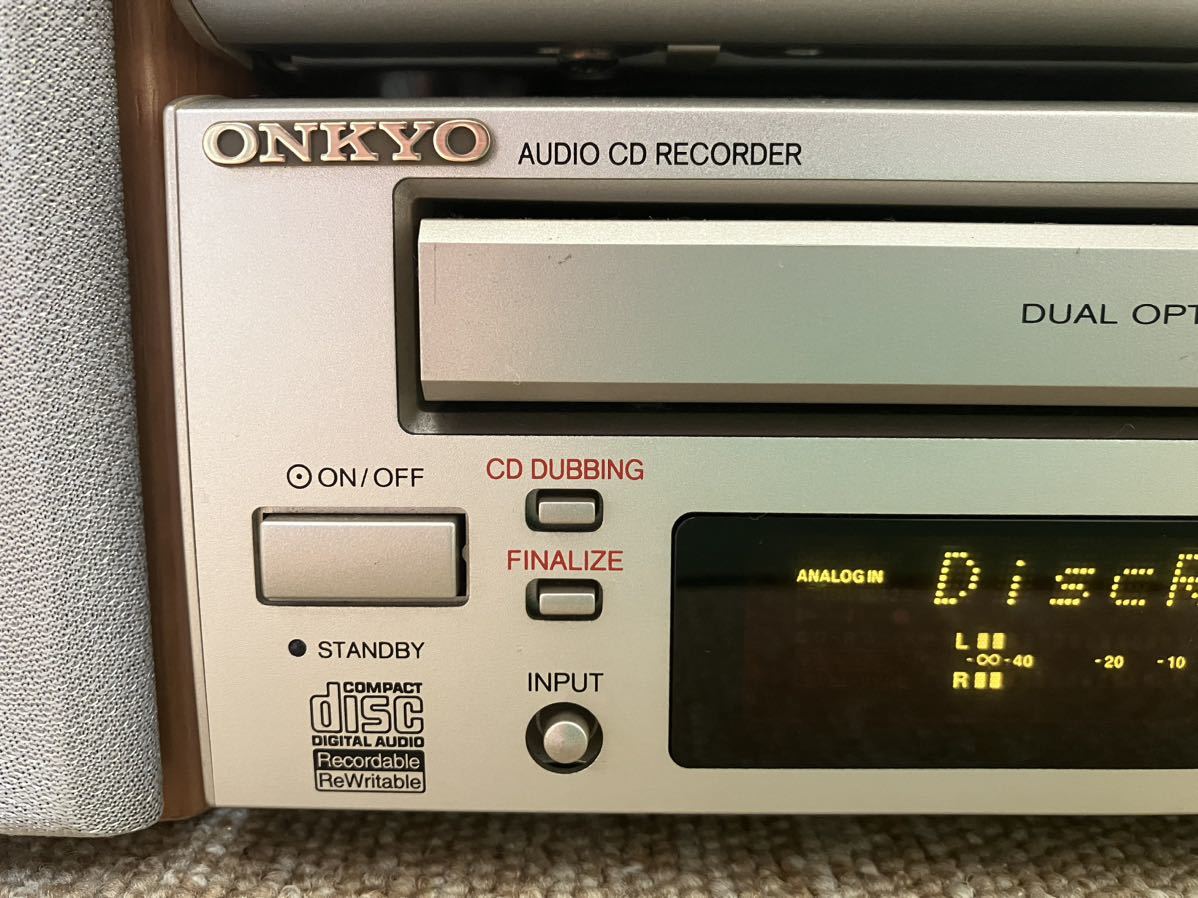 ONKYO AUDIO CD RECORDER
DUAL OPT
ON/OFF
CD DUBBING
FINALIZE
STANDBY
INPUT
COMPACT
disc
DIGITAL AUDIO
Recordable
ReWritable
ANALOG IN
Disc
L
-∞ -40 -20 -10
R